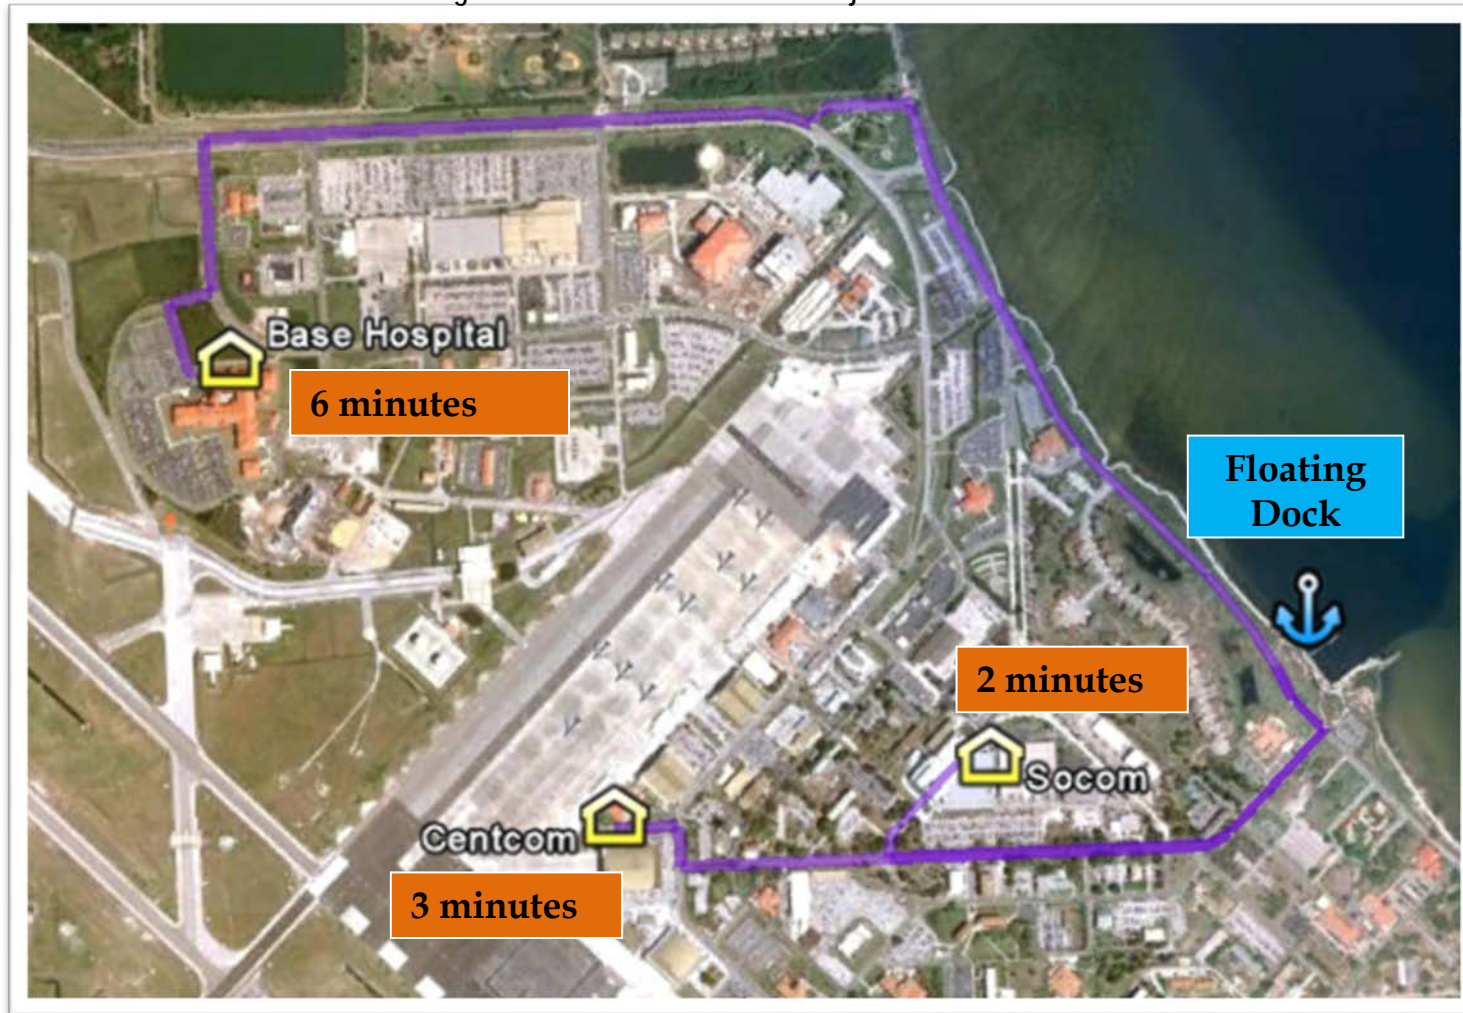 Base Hospital
6 minutes
Floating
Dock
2 minutes
Socom
Centcom
3 minutes